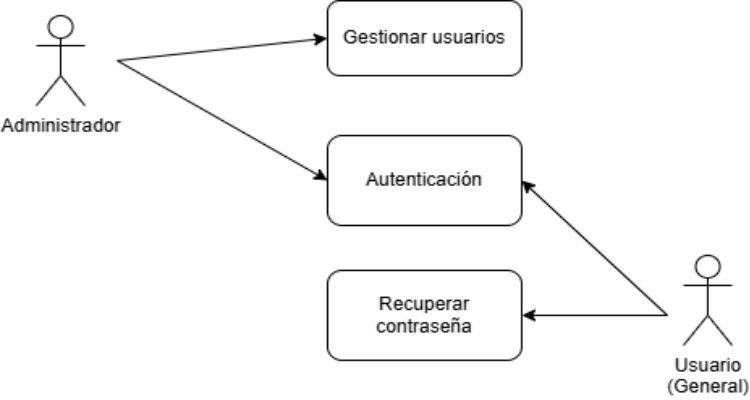 Gestionar usuarios
Administrador
Autenticación
Recuperar
contraseña
Usuario
(General)